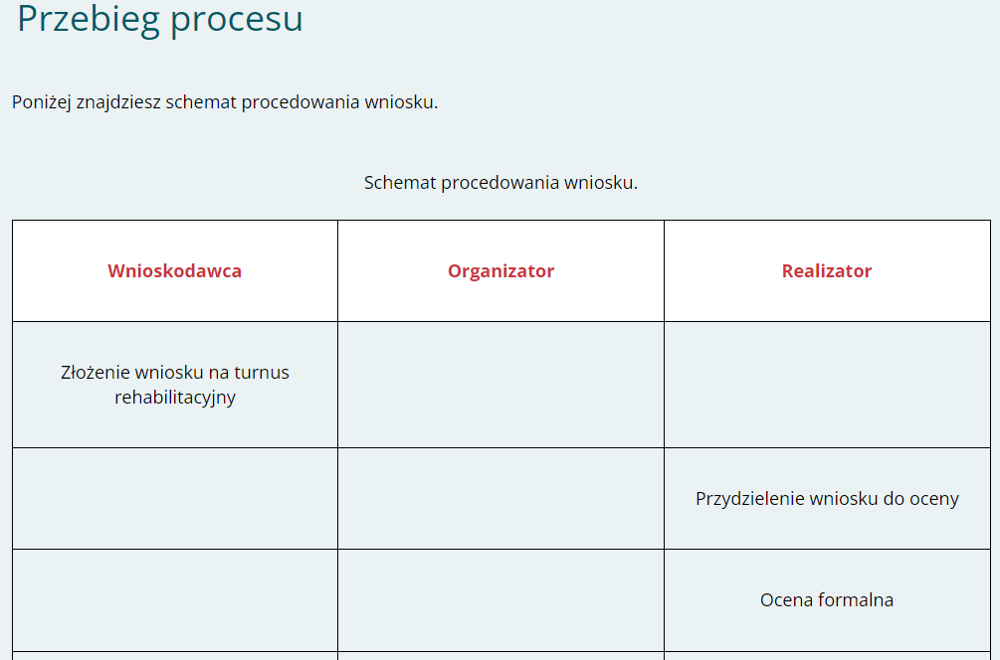 Przebieg procesu
Poniżej znajdziesz schemat procedowania wniosku.
Schemat procedowania wniosku.
Wnioskodawca
Organizator
Realizator
Złożenie wniosku na turnus
rehabilitacyjny
Przydzielenie wniosku do oceny
Ocena formalna